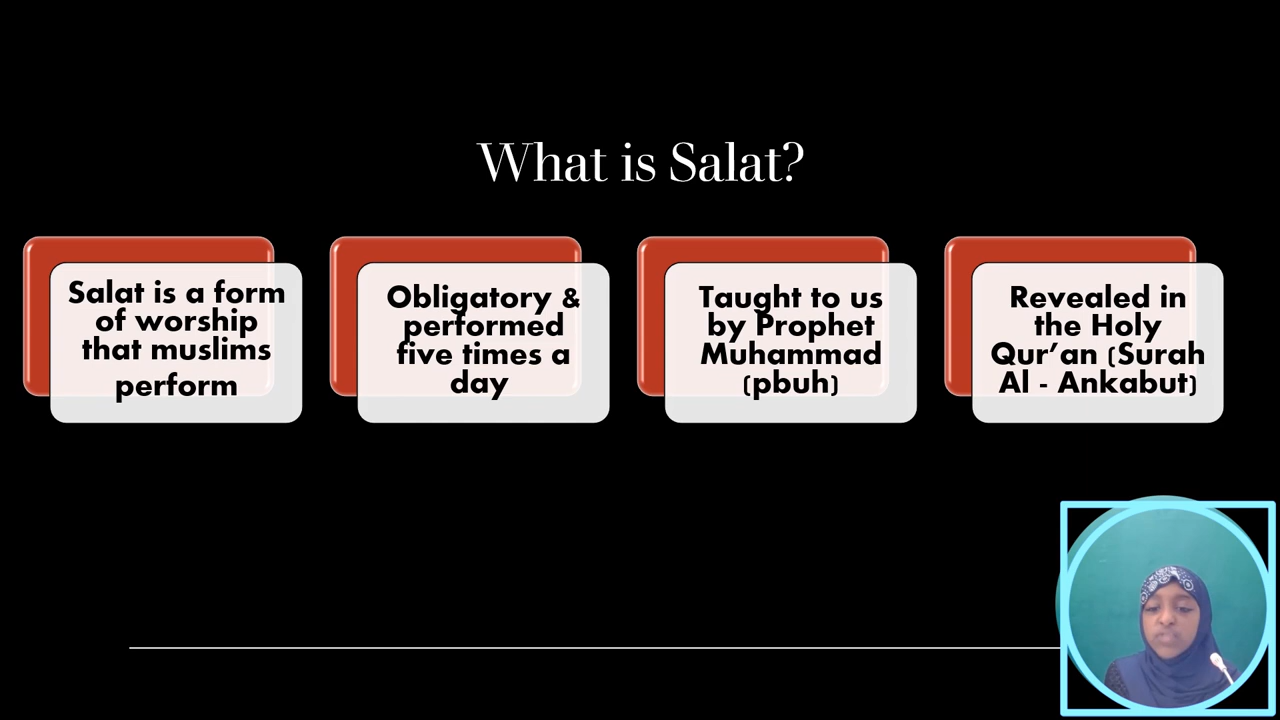 What is Salat?
Salat is a form
of worship
that muslims
perform
Obligatory &
performed
five times a
day
Taught to us
by Prophet
Muhammad
(pbuh)
Revealed in
the Holy
Qur’an (Surah
Al - Ankabut)